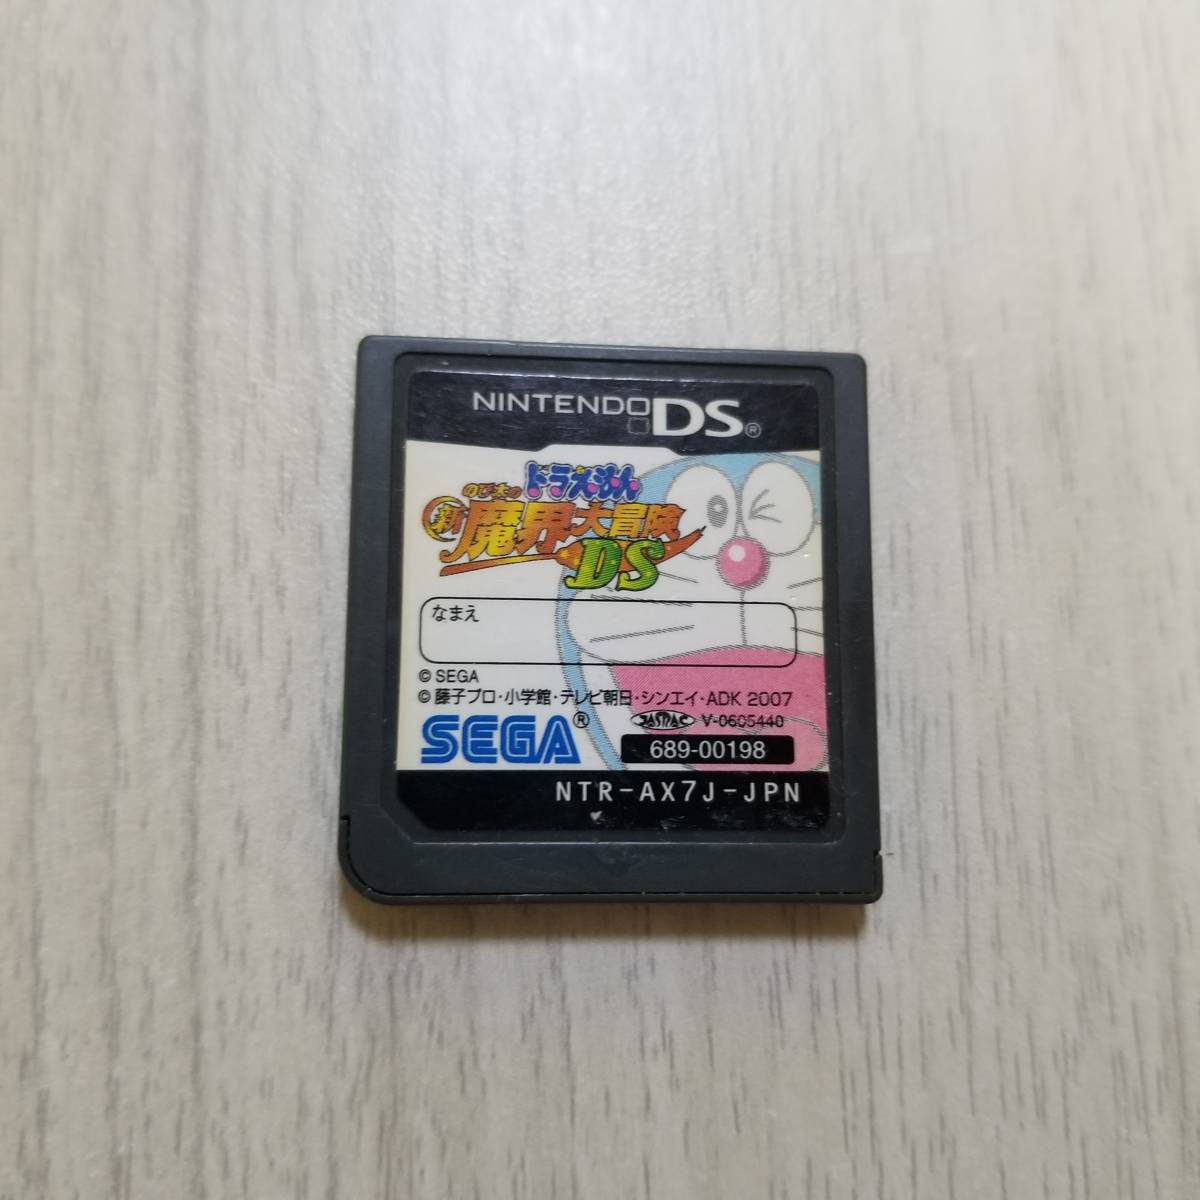 NINTENDO DS®
ドラえもん
のび太の
新魔界大冒険
DS
なまえ
© SEGA
© 藤子プロ・小学館・テレビ朝日・シンエイ・ADK 2007
SEGA®
JASRAC V-0605440
689-00198
NTR-AX7J-JPN